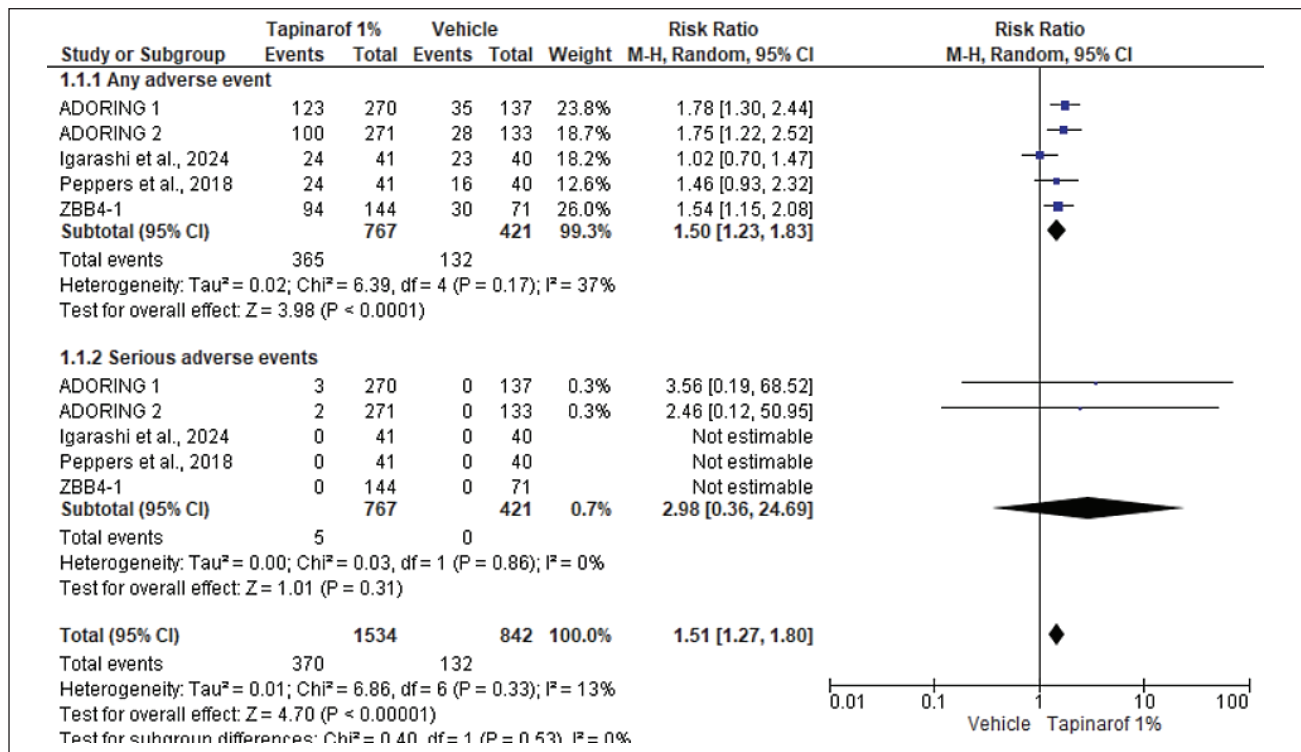 Tapinarof 1% Vehicle Risk Ratio Risk Ratio
Study or Subgroup Events Total Events Total Weight M-H, Random, 95% CI M-H, Random, 95% CI
1.1.1 Any adverse event
ADORING 1 123 270 35 137 23.8% 1.78 [1.30, 2.44]
ADORING 2 100 271 28 133 18.7% 1.75 [1.22, 2.52]
Igarashi et al., 2024 24 41 23 40 18.2% 1.02 [0.70, 1.47]
Peppers et al., 2018 24 41 16 40 12.6% 1.46 [0.93, 2.32]
ZBB4-1 94 144 30 71 26.0% 1.54 [1.15, 2.08]
Subtotal (95% CI) 767 421 99.3% 1.50 [1.23, 1.83]
Total events 365 132
Heterogeneity: Tau² = 0.02; Chi² = 6.39, df = 4 (P = 0.17); I² = 37%
Test for overall effect: Z = 3.98 (P < 0.0001)
1.1.2 Serious adverse events
ADORING 1 3 270 0 137 0.3% 3.56 [0.19, 68.52]
ADORING 2 2 271 0 133 0.3% 2.46 [0.12, 50.95]
Igarashi et al., 2024 0 41 0 40 Not estimable
Peppers et al., 2018 0 41 0 40 Not estimable
ZBB4-1 0 144 0 71 Not estimable
Subtotal (95% CI) 767 421 0.7% 2.98 [0.36, 24.69]
Total events 5 0
Heterogeneity: Tau² = 0.00; Chi² = 0.03, df = 1 (P = 0.86); I² = 0%
Test for overall effect: Z = 1.01 (P = 0.31)
Total (95% CI) 1534 842 100.0% 1.51 [1.27, 1.80]
Total events 370 132
Heterogeneity: Tau² = 0.01; Chi² = 6.86, df = 6 (P = 0.33); I² = 13%
Test for overall effect: Z = 4.70 (P < 0.00001)
Test for subgroup differences: Chi² = 0.40, df = 1 (P = 0.53), I² = 0%
0.01 0.1 1 10 100
Vehicle Tapinarof 1%